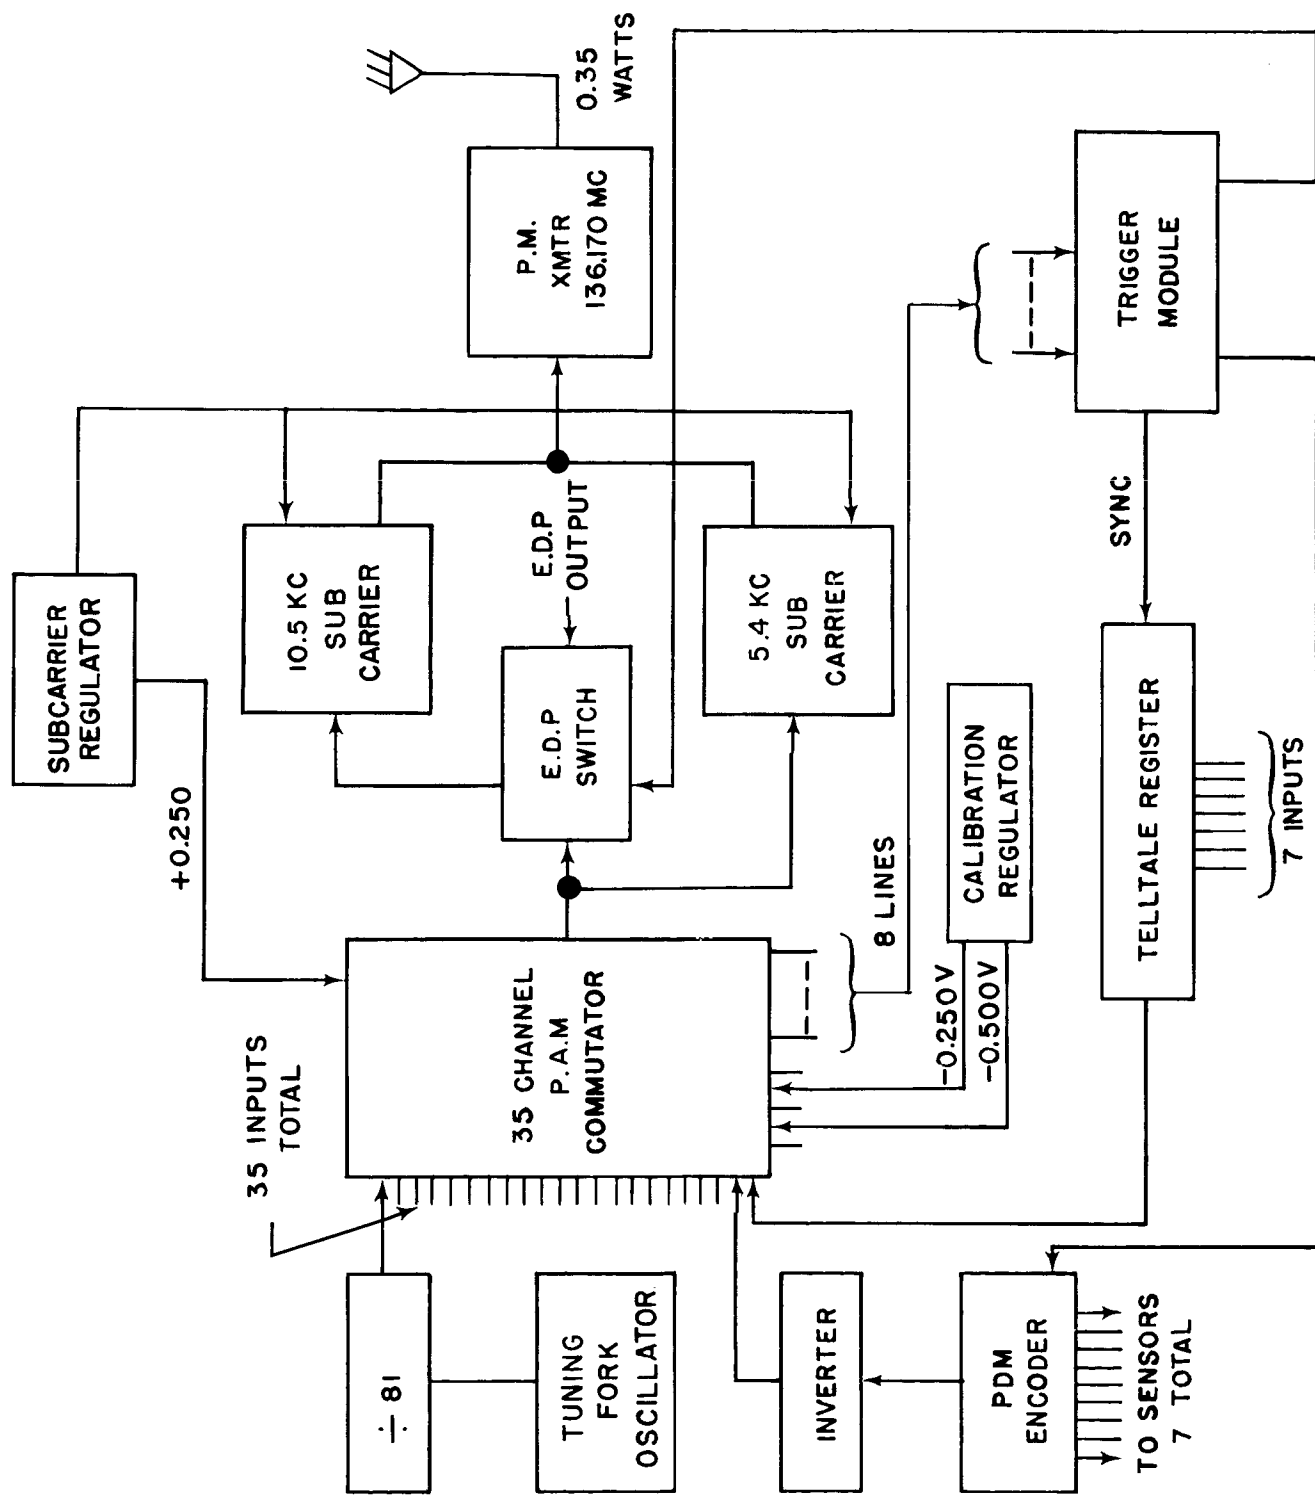 SUBCARRIER
REGULATOR
+0.250
35 INPUTS
TOTAL
÷ 81
TUNING
FORK
OSCILLATOR
35 CHANNEL
P.A.M
COMMUTATOR
10.5 KC
SUB
CARRIER
E.D.P
SWITCH
E.D.P
OUTPUT
5.4 KC
SUB
CARRIER
P.M.
XMTR
136.170 MC
0.35
WATTS
8 LINES
-0.250V
-0.500V
CALIBRATION
REGULATOR
INVERTER
PDM
ENCODER
TO SENSORS
7 TOTAL
TELLTALE REGISTER
7 INPUTS
SYNC
TRIGGER
MODULE